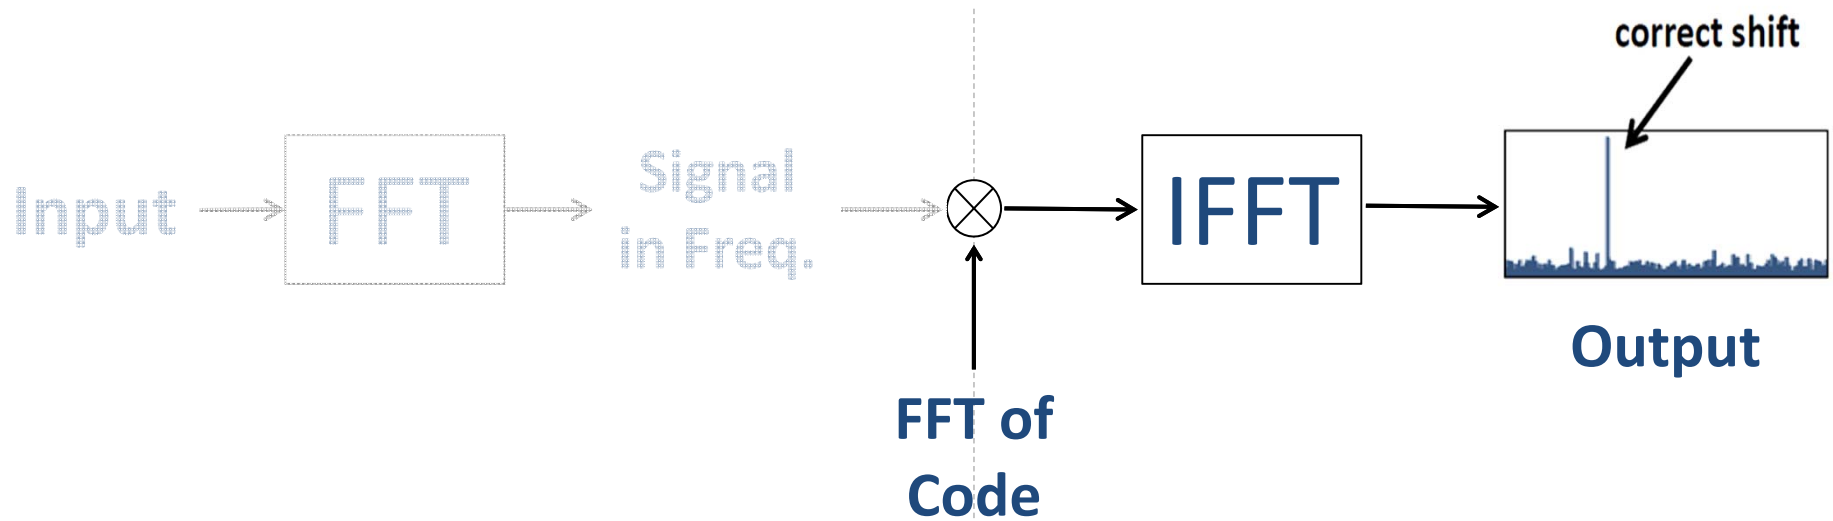 correct shift
Input
FFT
Signal
in Freq.
IFFT
Output
FFT of
Code